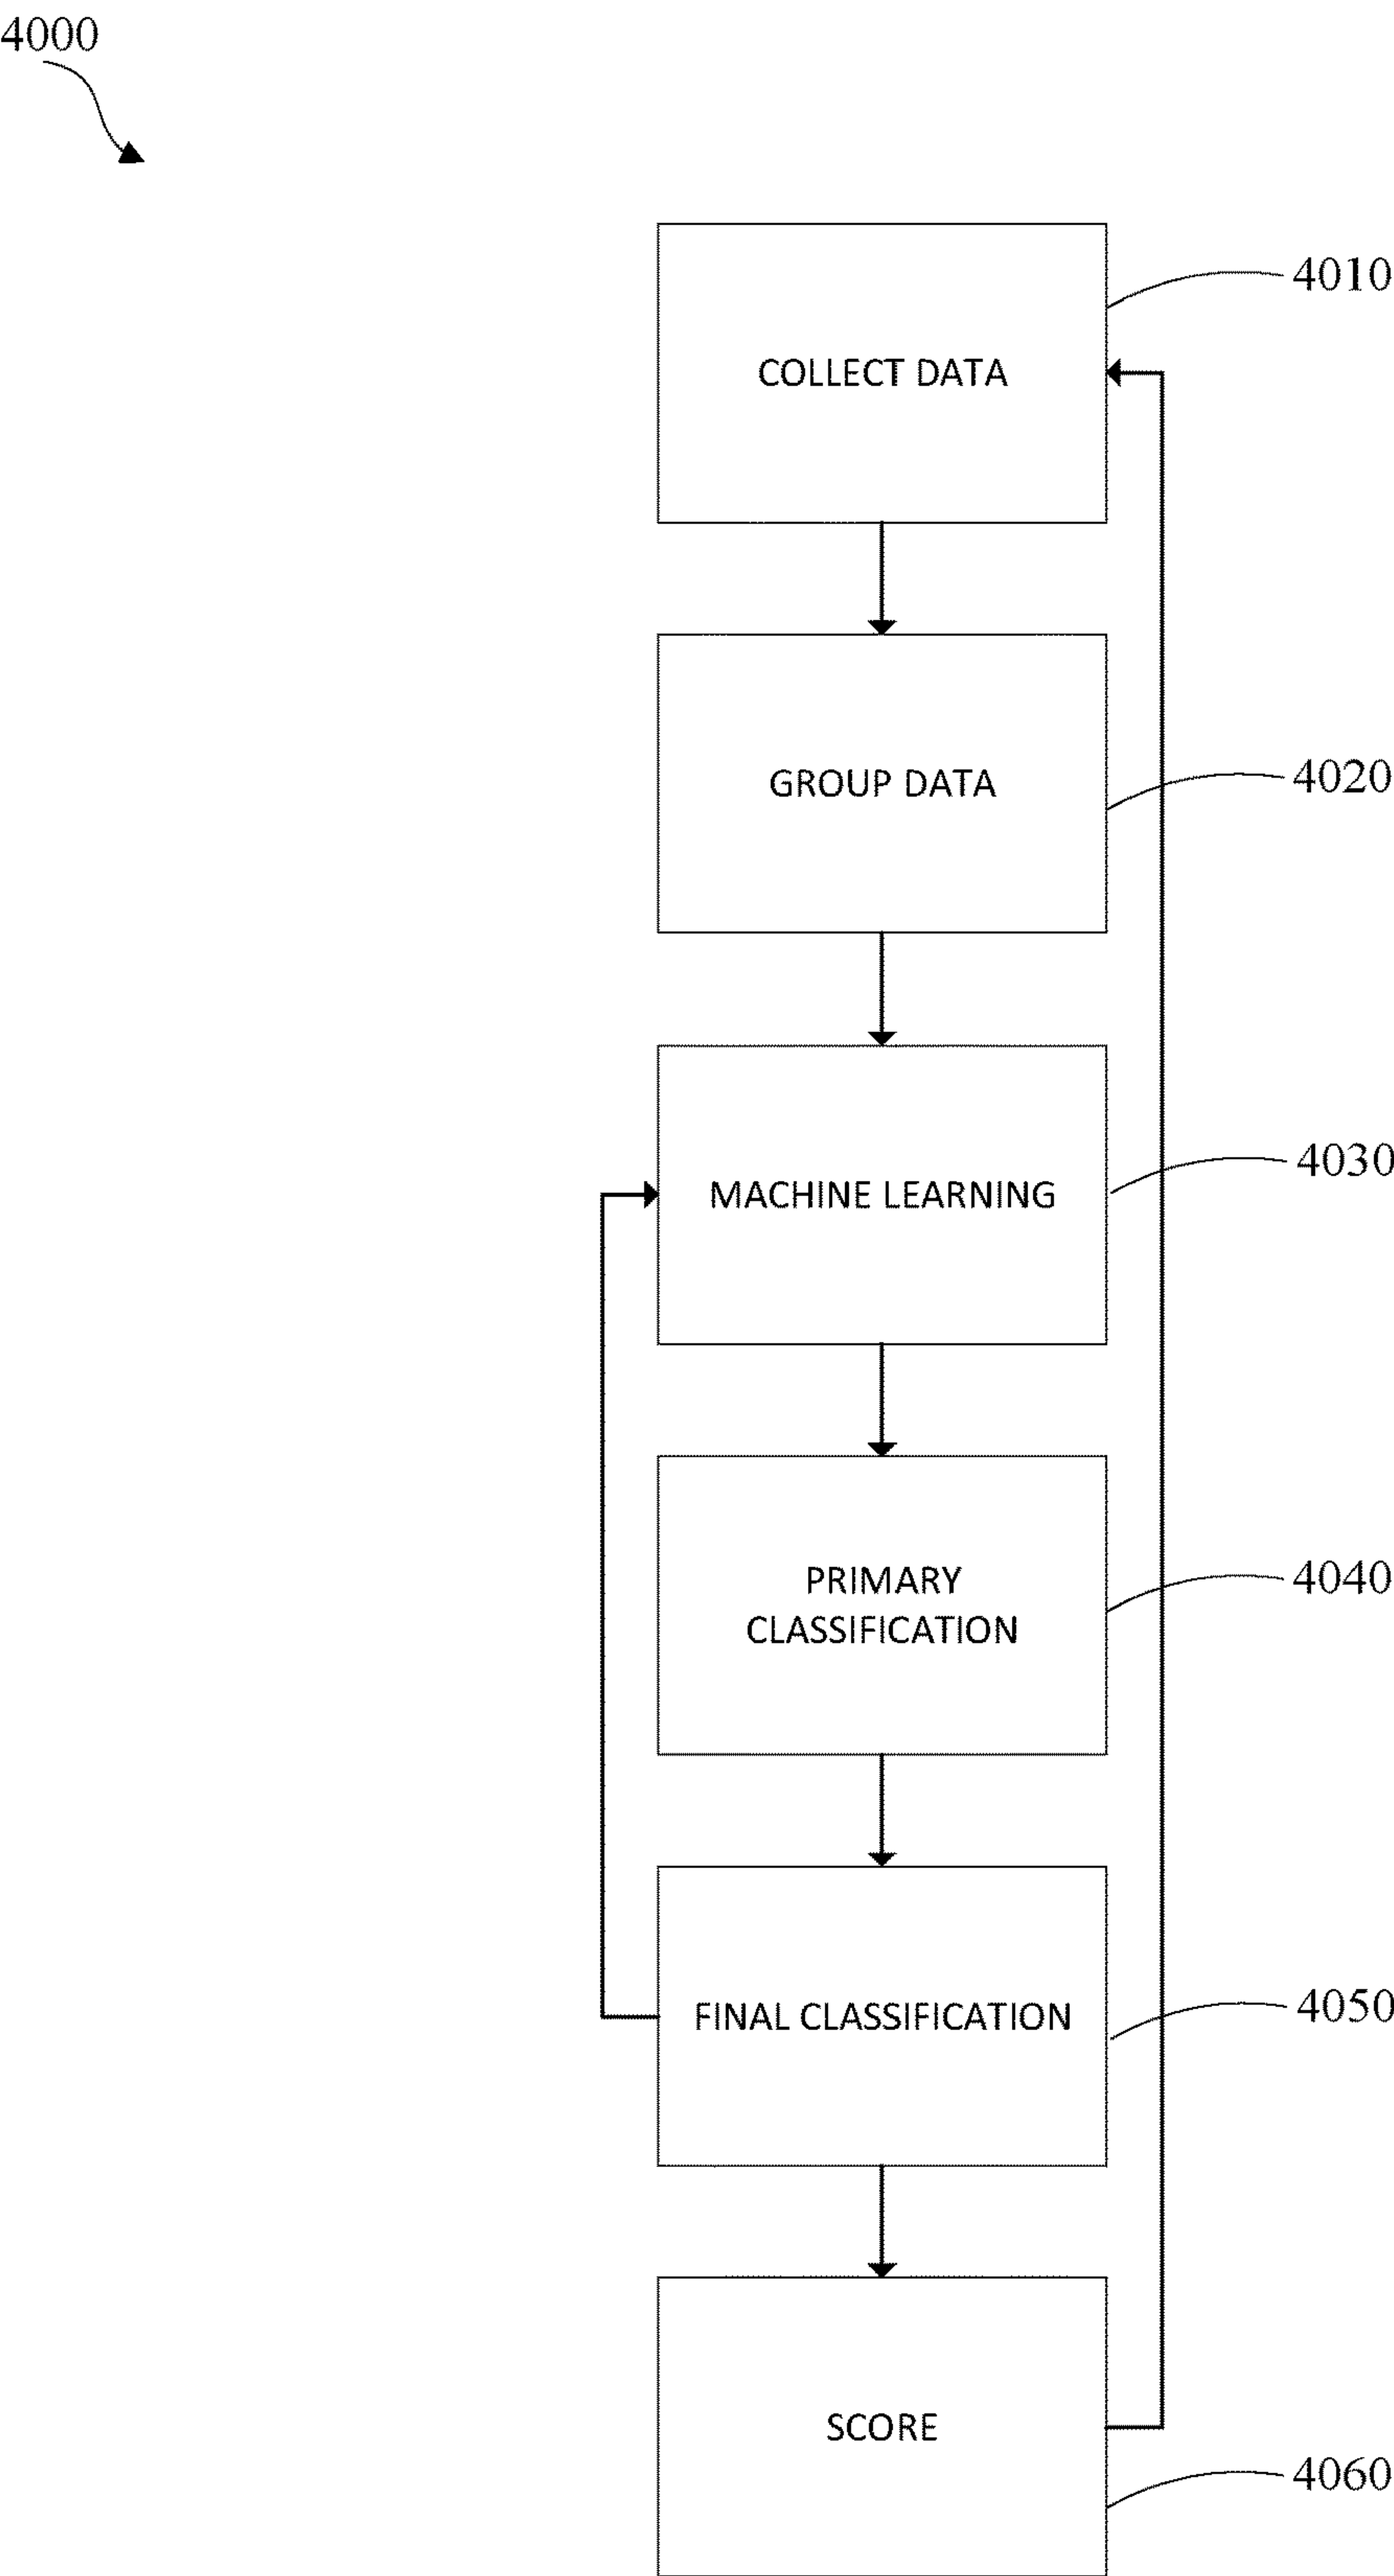 4000
4010
COLLECT DATA
4020
GROUP DATA
4030
MACHINE LEARNING
4040
PRIMARY
CLASSIFICATION
4050
FINAL CLASSIFICATION
SCORE
4060